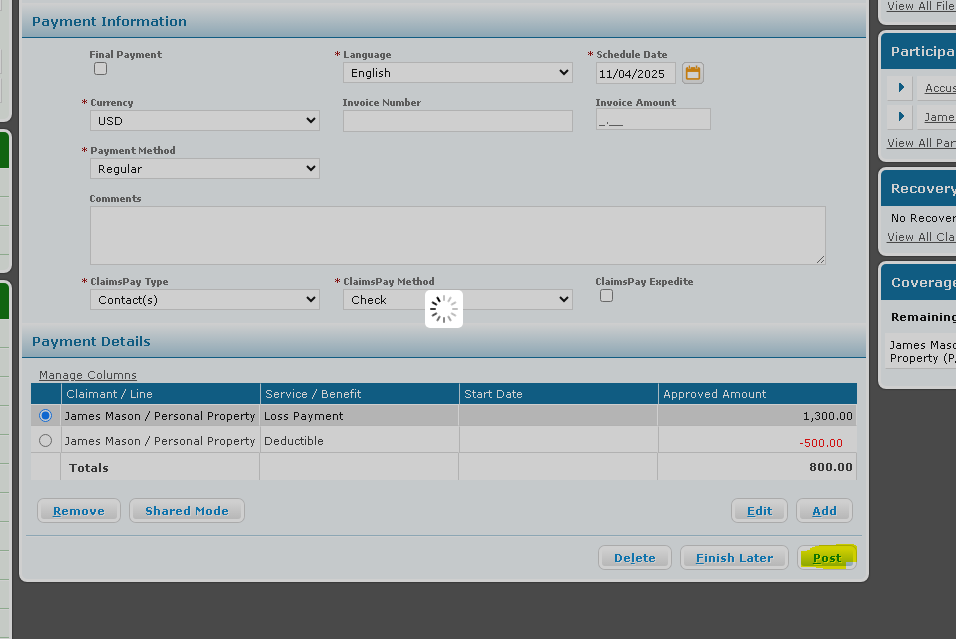 Payment Information
Final Payment
* Language
* Schedule Date
English
11/04/2025
* Currency
Invoice Number
Invoice Amount
USD
_.__
* Payment Method
Regular
Comments
* ClaimsPay Type
* ClaimsPay Method
ClaimsPay Expedite
Contact(s)
Check
Payment Details
Manage Columns
Claimant / Line Service / Benefit Start Date Approved Amount
James Mason / Personal Property Loss Payment 1,300.00
James Mason / Personal Property Deductible -500.00
Totals 800.00
Remove Shared Mode Edit Add
Delete Finish Later Post
View All File
Participa
Accus
Jame
View All Par
Recovery
No Recover
View All Cla
Coverage
Remaining
James Maso
Property (P,